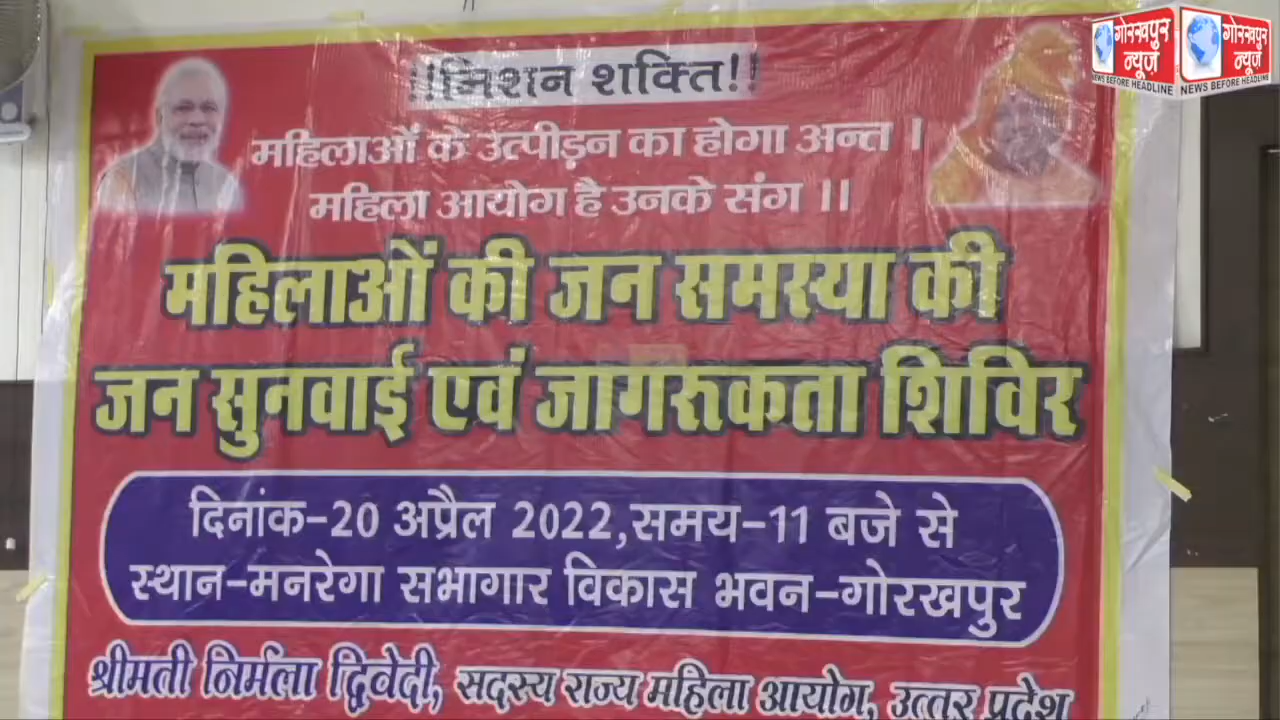 गोरखपुर
न्यूज़
NEWS BEFORE HEADLINE
गोरखपुर
न्यूज़
NEWS BEFORE HEADLINE
!!मिशन शक्ति!!
महिलाओं के उत्पीड़न का होगा अन्त ।
महिला आयोग है उनके संग ।।
महिलाओं की जन समस्या की
जन सुनवाई एवं जागरूकता शिविर
दिनांक-20 अप्रैल 2022,समय-11 बजे से
स्थान-मनरेगा सभागार विकास भवन-गोरखपुर
श्रीमती निर्मला द्विवेदी, सदस्य राज्य महिला आयोग, उत्तर प्रदेश